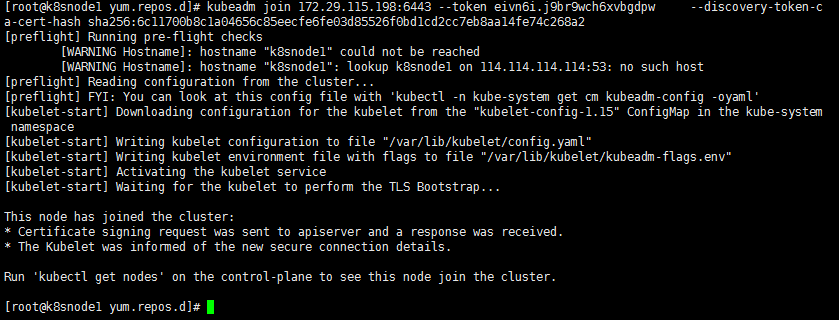 [root@k8snode1 yum.repos.d]# kubeadm join 172.29.115.198:6443 --token eivn6i.j9br9wch6xvbgdpw     --discovery-token-c
a-cert-hash sha256:6c11700b8c1a04656c85eecfe6fe03d85526f0bd1cd2cc7eb8aa14fe74c268a2
[preflight] Running pre-flight checks
        [WARNING Hostname]: hostname "k8snode1" could not be reached
        [WARNING Hostname]: hostname "k8snode1": lookup k8snode1 on 114.114.114.114:53: no such host
[preflight] Reading configuration from the cluster...
[preflight] FYI: You can look at this config file with 'kubectl -n kube-system get cm kubeadm-config -oyaml'
[kubelet-start] Downloading configuration for the kubelet from the "kubelet-config-1.15" ConfigMap in the kube-system
 namespace
[kubelet-start] Writing kubelet configuration to file "/var/lib/kubelet/config.yaml"
[kubelet-start] Writing kubelet environment file with flags to file "/var/lib/kubelet/kubeadm-flags.env"
[kubelet-start] Activating the kubelet service
[kubelet-start] Waiting for the kubelet to perform the TLS Bootstrap...

This node has joined the cluster:
* Certificate signing request was sent to apiserver and a response was received.
* The Kubelet was informed of the new secure connection details.

Run 'kubectl get nodes' on the control-plane to see this node join the cluster.

[root@k8snode1 yum.repos.d]#